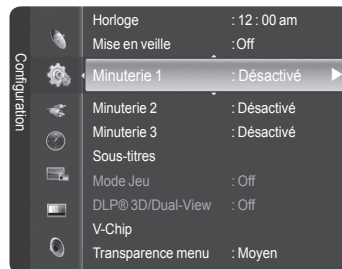 Configuration
Horloge : 12 : 00 am
Mise en veille :Off
Minuterie 1 : Désactivé
Minuterie 2 : Désactivé
Minuterie 3 : Désactivé
Sous-titres
Mode Jeu : Off
DLP® 3D/Dual-View : Off
V-Chip
Transparence menu : Moyen